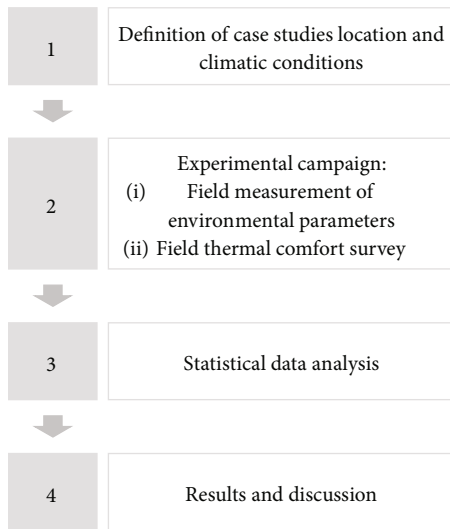 1
Definition of case studies location and
climatic conditions
2
Experimental campaign:
(i) Field measurement of
environmental parameters
(ii) Field thermal comfort survey
3
Statistical data analysis
4
Results and discussion